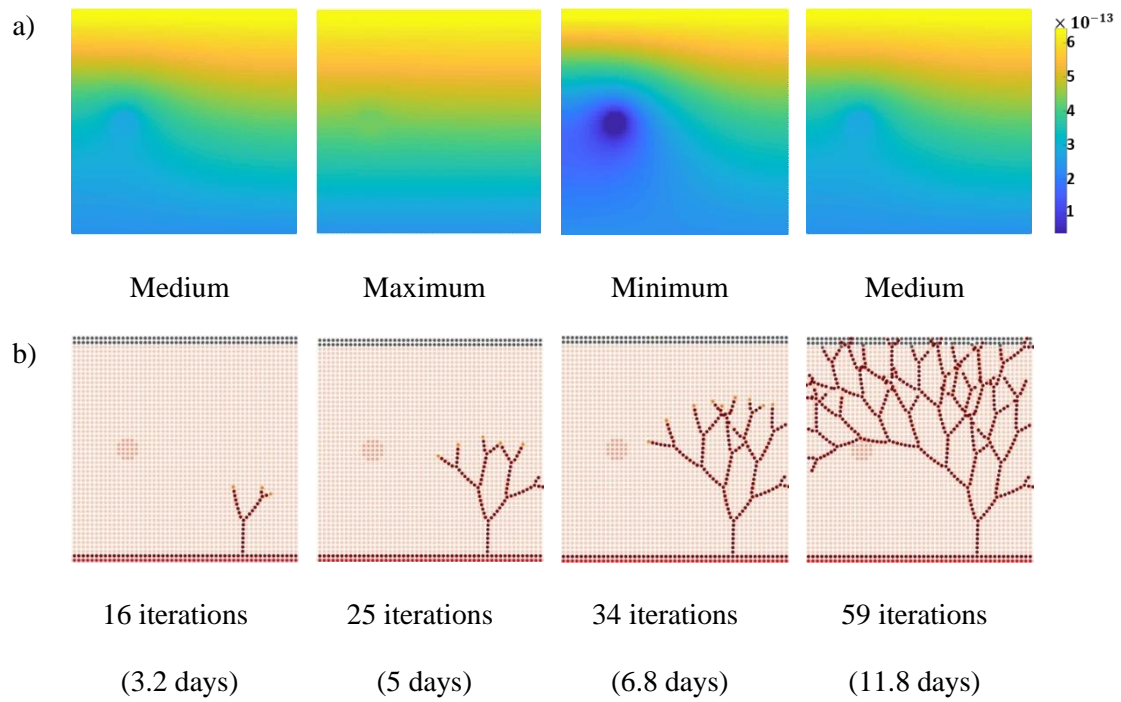 a)
× 10⁻¹³
6
5
4
3
2
1
Medium Maximum Minimum Medium
b)
16 iterations 25 iterations 34 iterations 59 iterations
(3.2 days) (5 days) (6.8 days) (11.8 days)